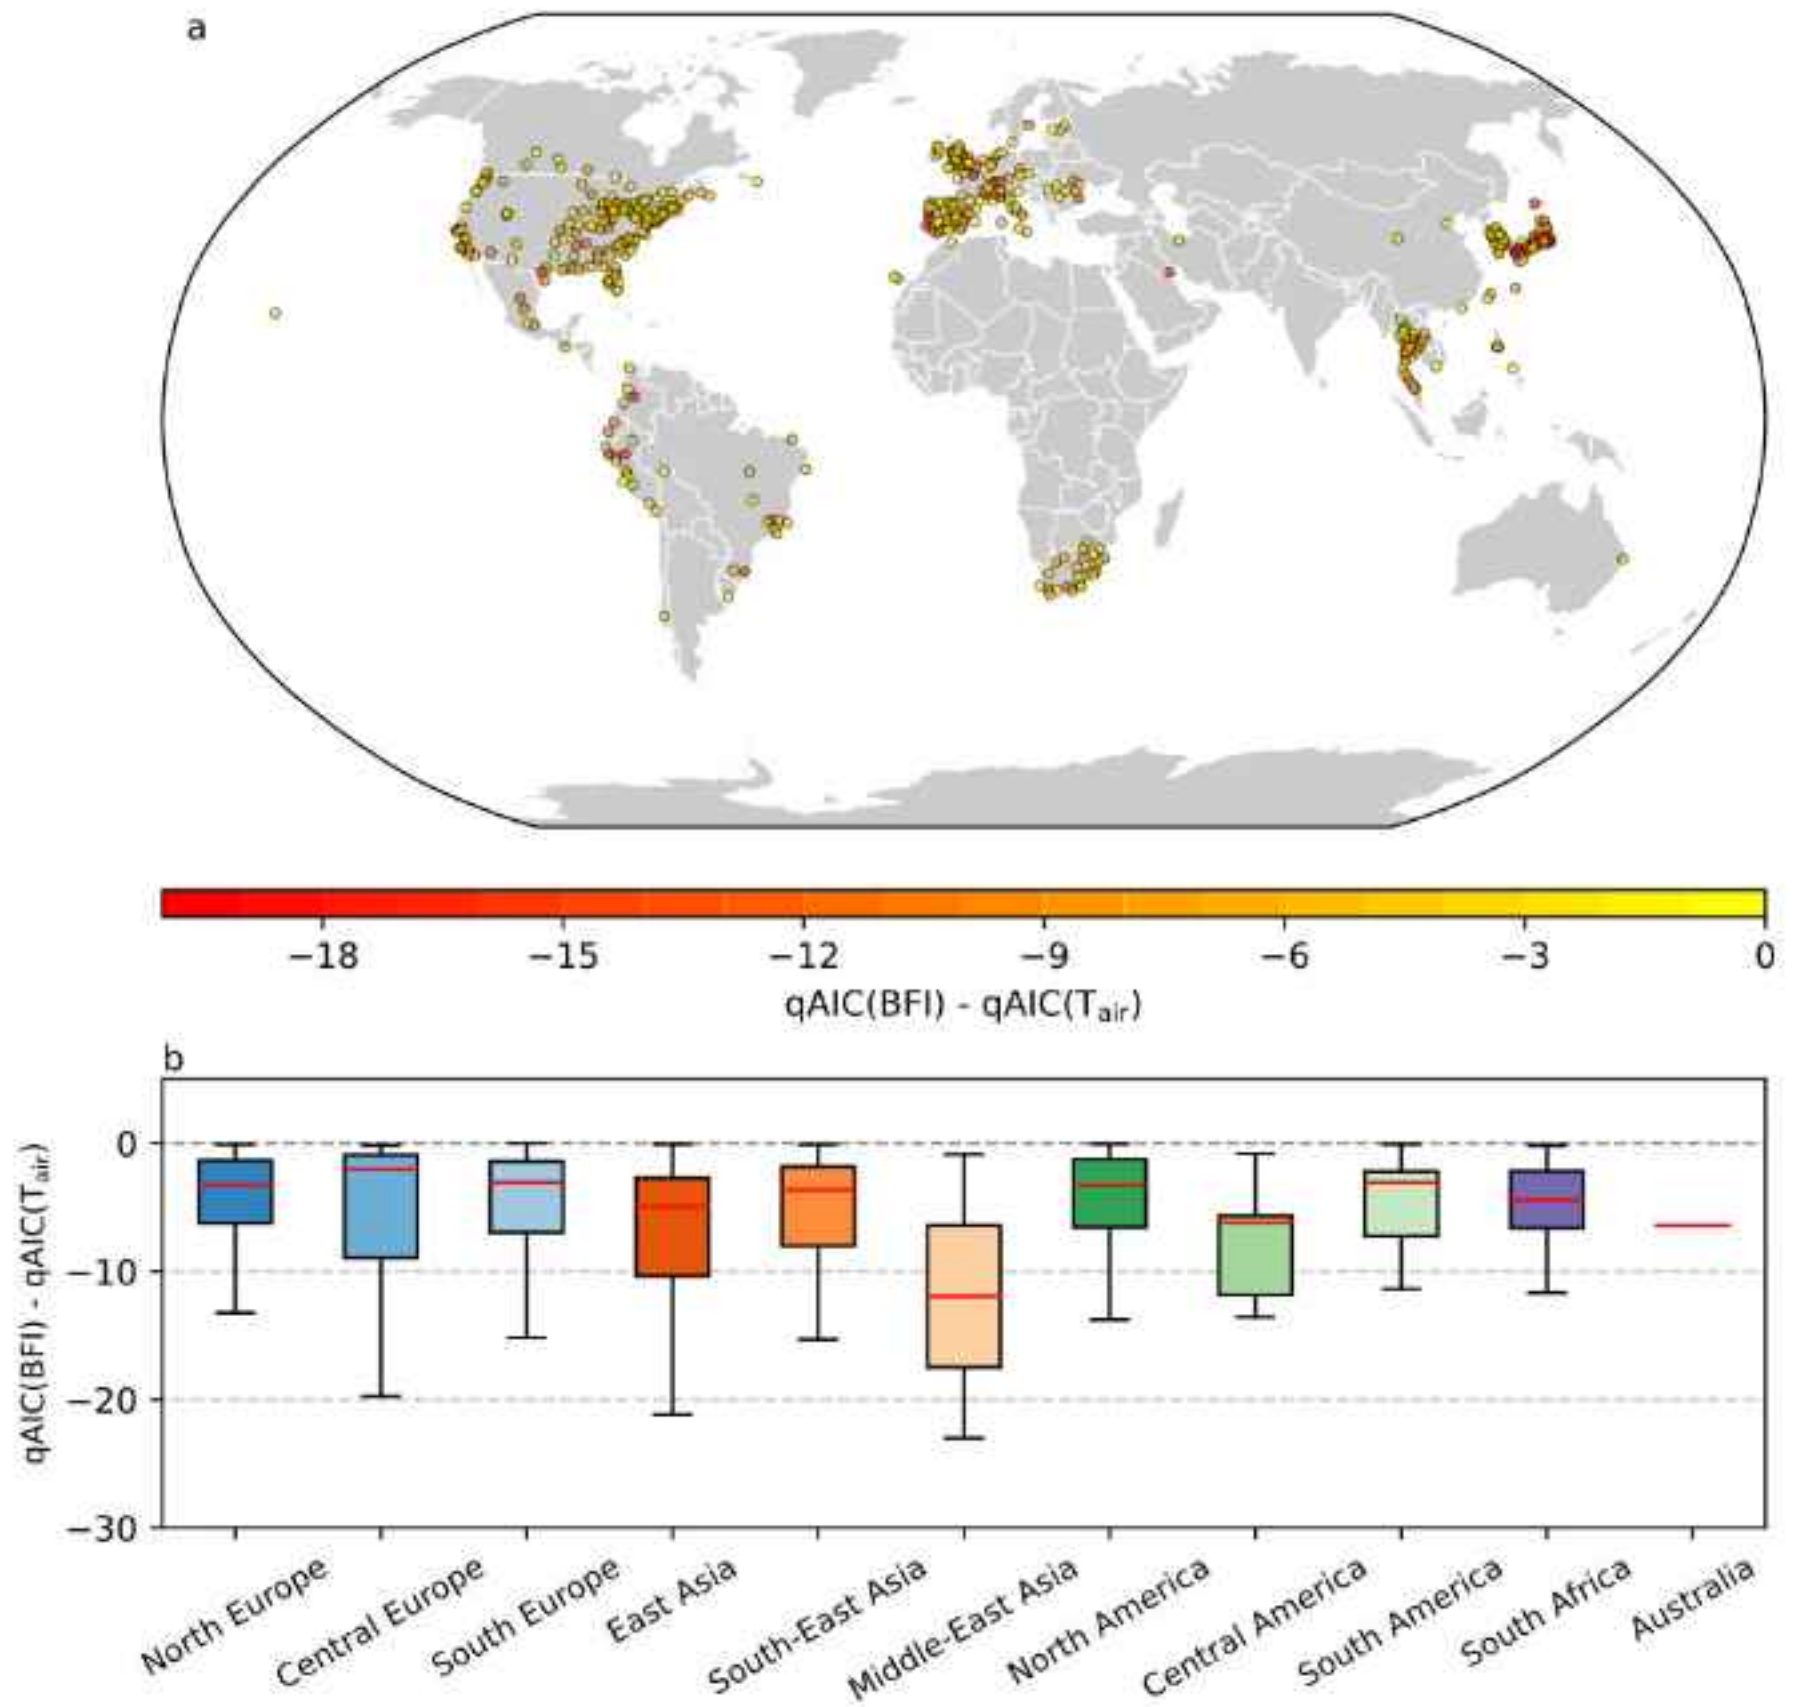 a
−18 −15 −12 −9 −6 −3 0
qAIC(BFI) - qAIC(Tair)
b
qAIC(BFI) - qAIC(Tair)
0
−10
−20
−30
North Europe
Central Europe
South Europe
East Asia
South-East Asia
Middle-East Asia
North America
Central America
South America
South Africa
Australia